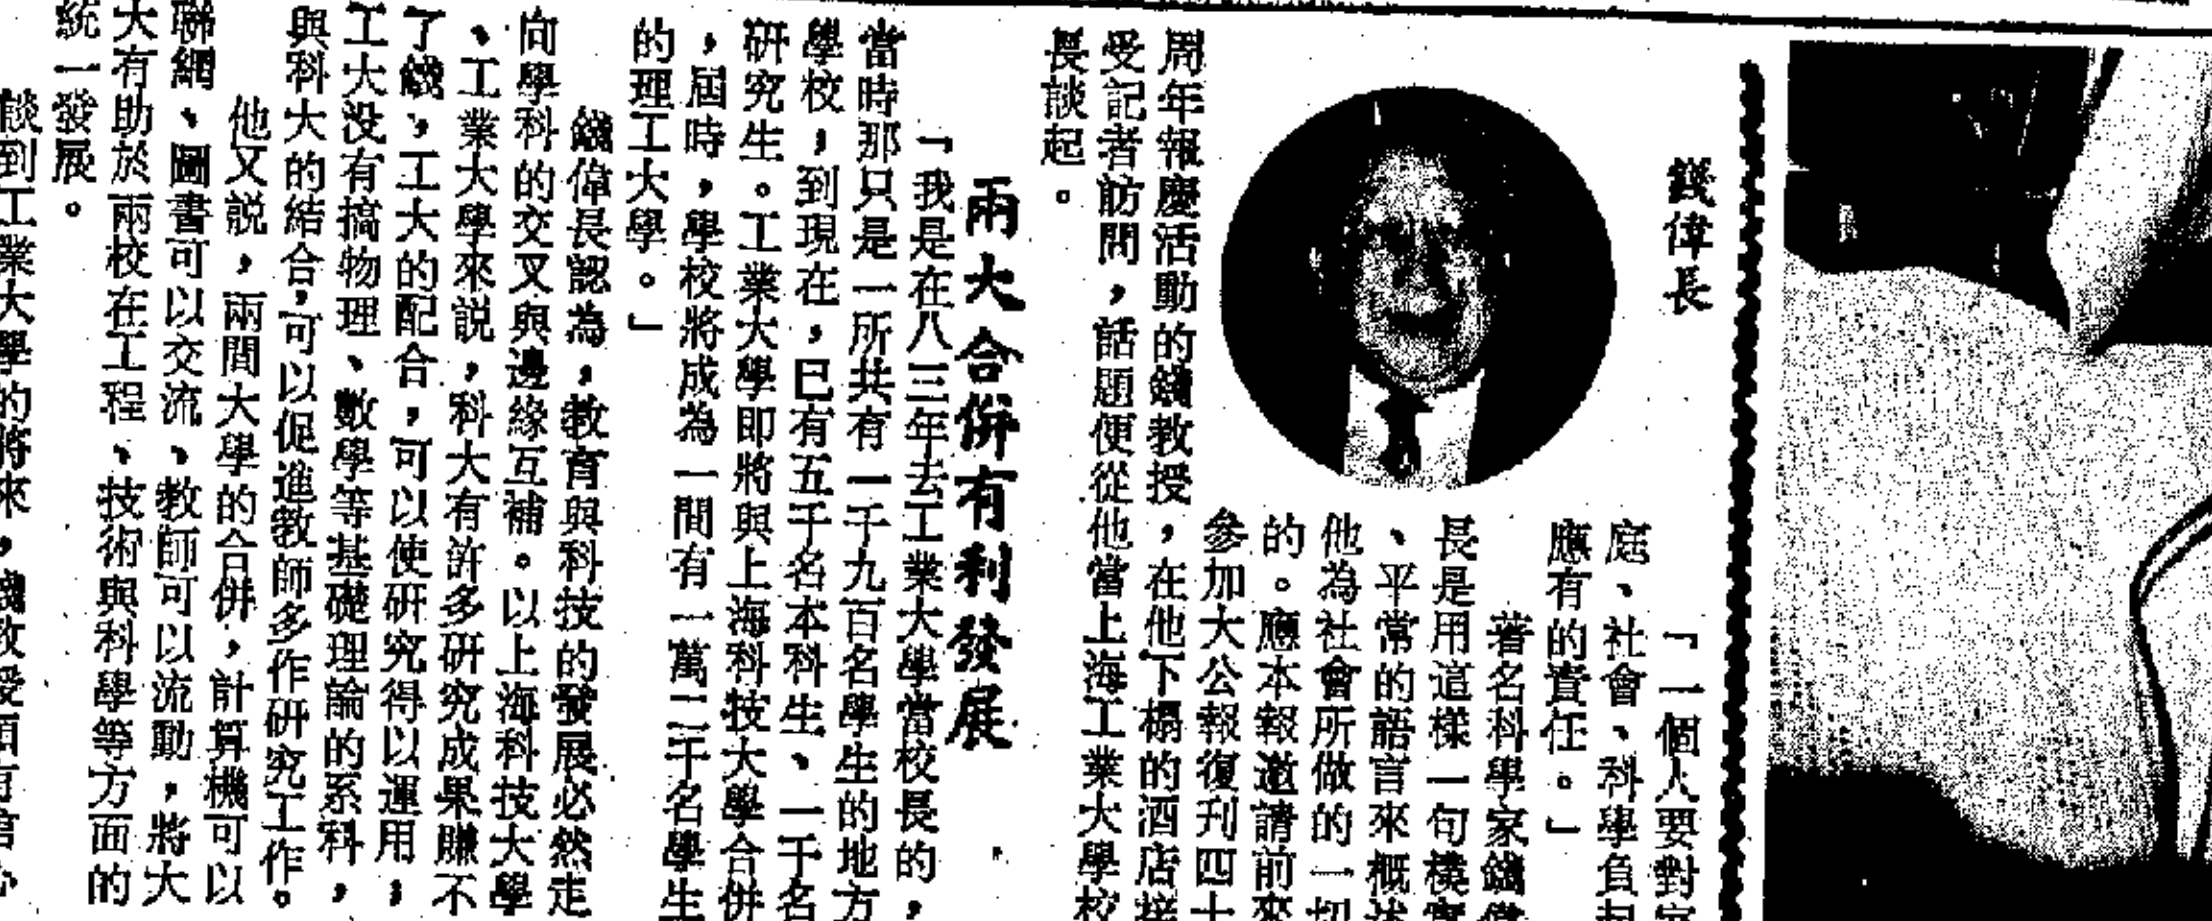 錢偉長
「一個人要對家
庭、社會、科學負起
應有的責任。」
著名科學家錢偉
長是用這樣一句樸實
、平常的語言來概述
他為社會所做的一切
的。應本報邀請前來
參加大公報復刊四十
周年報慶活動的錢教授，在他下榻的酒店接
受記者訪問，話題便從他當上海工業大學校
長談起。
兩大合併有利發展
「我是在八三年去工業大學當校長的，
當時那只是一所共有一千九百名學生的地方
學校，到現在，已有五千名本科生、一千名
研究生。工業大學即將與上海科技大學合併
，屆時，學校將成為一間有一萬二千名學生
的理工大學。」
錢偉長認為，教育與科技的發展必然走
向學科的交叉與邊緣互補。以上海科技大學
、工業大學來說，科大有許多研究成果賺不
了錢，工大的配合，可以使研究得以運用；
工大没有搞物理、數學等基礎理論的系科，
與科大的結合，可以促進教師多作研究工作。
他又説，兩間大學的合併，計算機可以
聯網、圖書可以交流、教師可以流動，將大
大有助於兩校在工程、技術與科學等方面的
統一發展。
談到工業大學的將來，錢教授